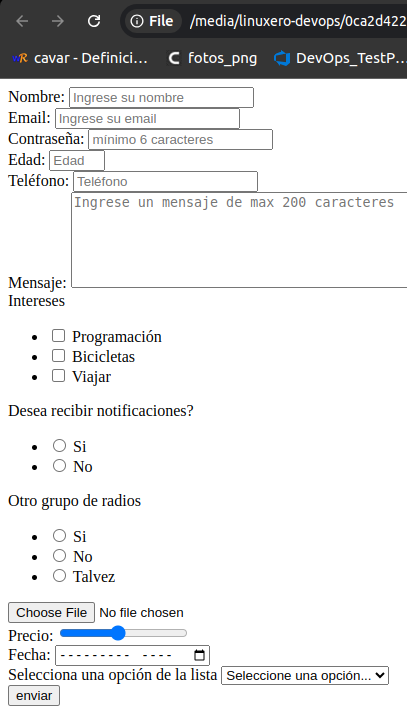 File /media/linuxero-devops/0ca2d422
cavar - Definici... fotos_png DevOps_TestP...
Nombre: Ingrese su nombre
Email: Ingrese su email
Contraseña: mínimo 6 caracteres
Edad: Edad
Teléfono: Teléfono
Ingrese un mensaje de max 200 caracteres
Mensaje:
Intereses
Programación
Bicicletas
Viajar
Desea recibir notificaciones?
Si
No
Otro grupo de radios
Si
No
Talvez
Choose File No file chosen
Precio:
Fecha: --------- ----
Selecciona una opción de la lista Seleccione una opción...
enviar